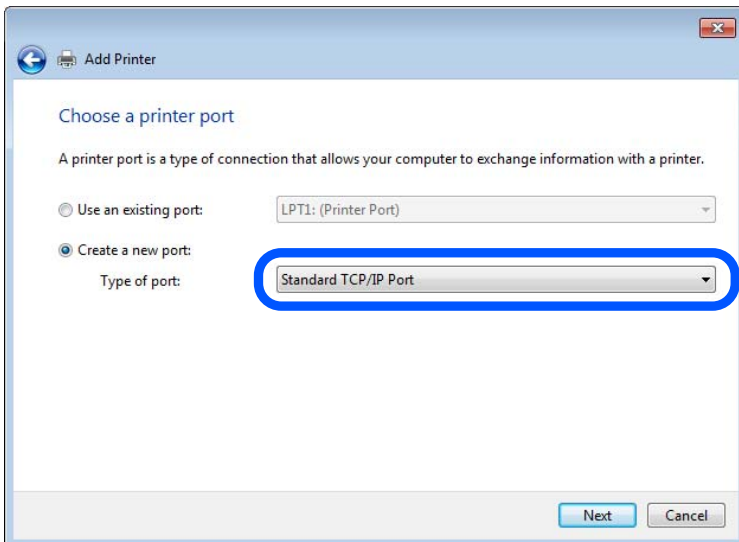 Add Printer
Choose a printer port
A printer port is a type of connection that allows your computer to exchange information with a printer.
Use an existing port: LPT1: (Printer Port)
Create a new port:
Type of port: Standard TCP/IP Port
Next Cancel